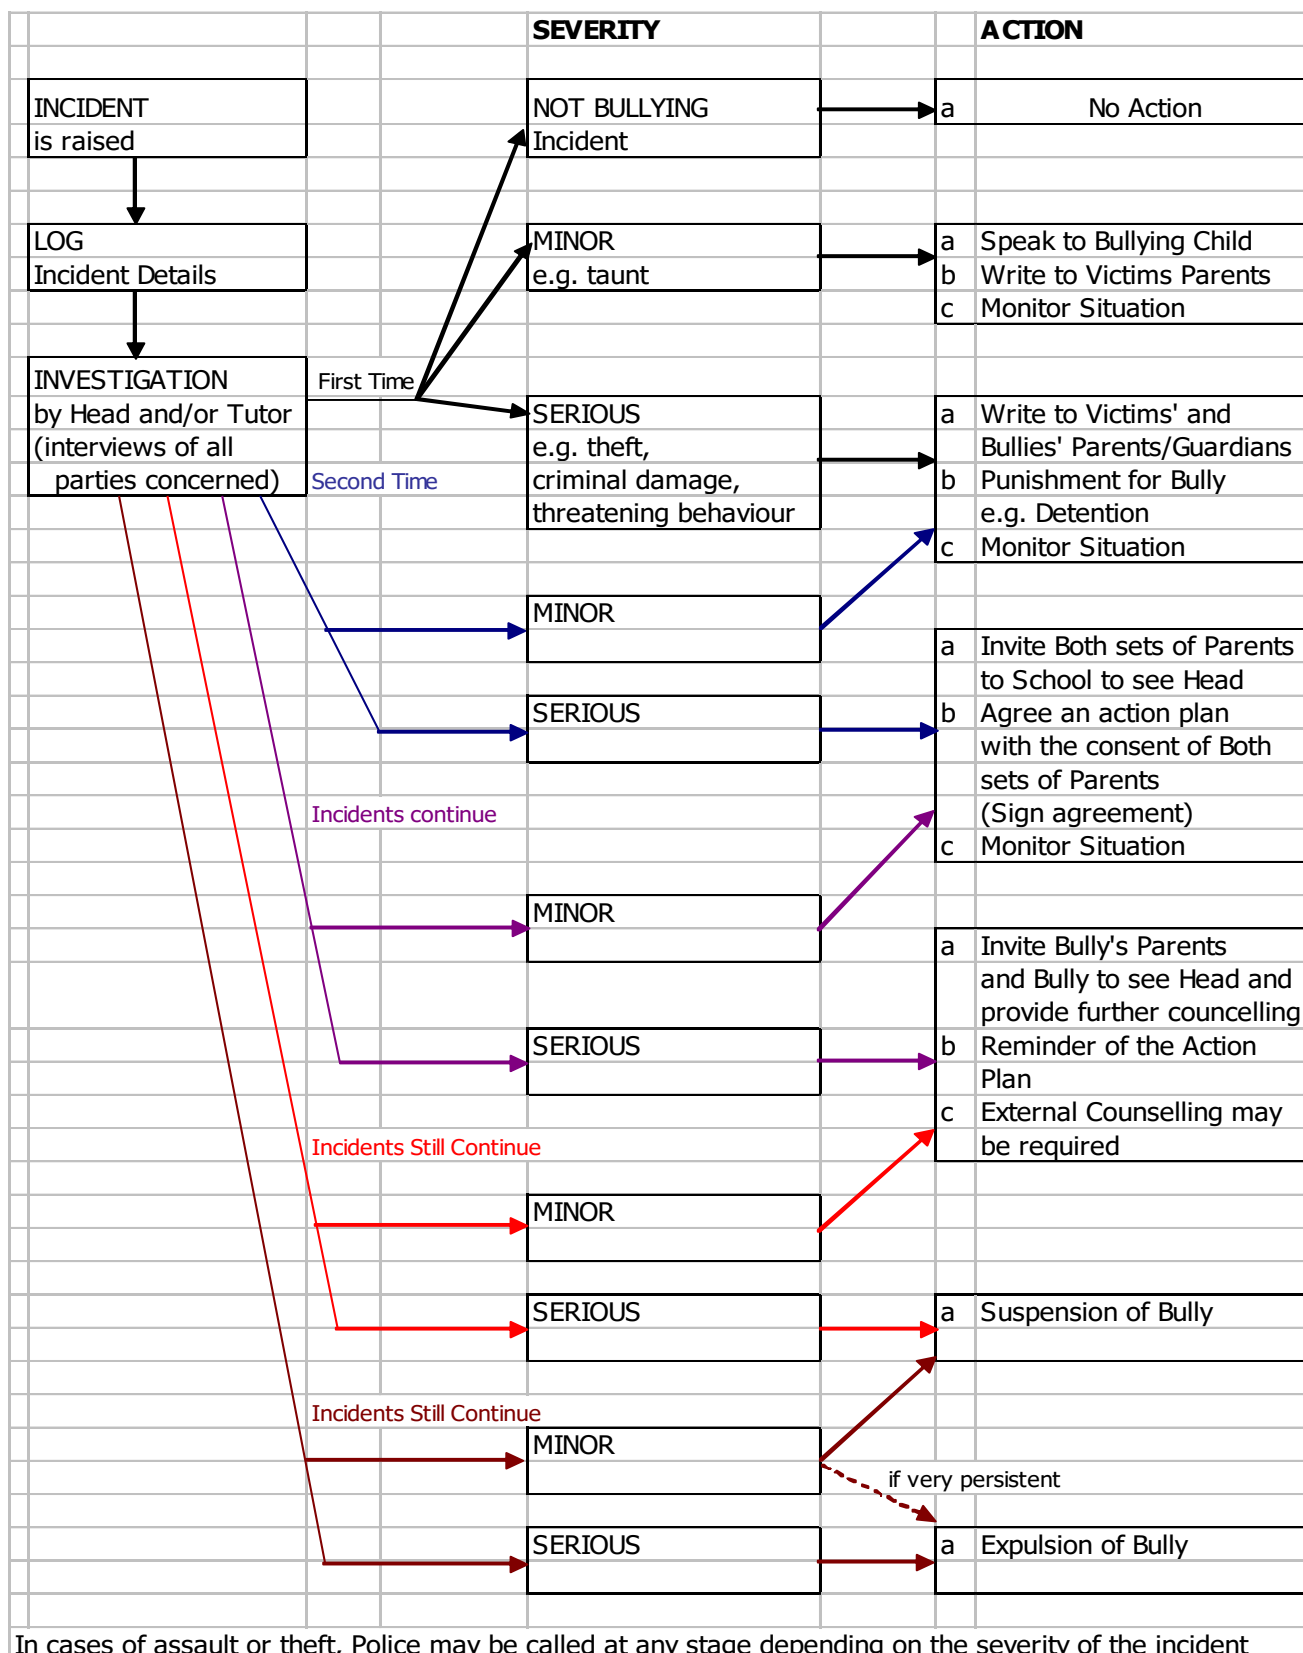 SEVERITY
ACTION
INCIDENT
is raised
NOT BULLYING
Incident
a No Action
LOG
Incident Details
MINOR
e.g. taunt
a Speak to Bullying Child
b Write to Victims Parents
c Monitor Situation
INVESTIGATION
by Head and/or Tutor
(interviews of all
parties concerned)
First Time
SERIOUS
e.g. theft,
criminal damage,
threatening behaviour
a Write to Victims' and
Bullies' Parents/Guardians
b Punishment for Bully
e.g. Detention
c Monitor Situation
Second Time
MINOR
SERIOUS
a Invite Both sets of Parents
to School to see Head
b Agree an action plan
with the consent of Both
sets of Parents
(Sign agreement)
c Monitor Situation
Incidents continue
MINOR
SERIOUS
a Invite Bully's Parents
and Bully to see Head and
provide further councelling
b Reminder of the Action
Plan
c External Counselling may
be required
Incidents Still Continue
MINOR
SERIOUS
a Suspension of Bully
Incidents Still Continue
MINOR
if very persistent
SERIOUS
a Expulsion of Bully
In cases of assault or theft, Police may be called at any stage depending on the severity of the incident